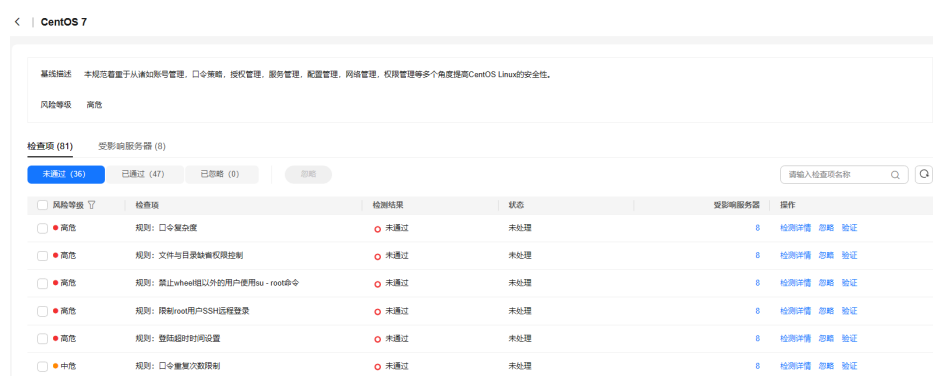 CentOS 7
基线描述 本规范着重于从诸如账号管理、口令策略，授权管理，服务管理，配置管理，网络管理，权限管理等多个角度提高CentOS Linux的安全性。
风险等级 高危
检查项 (81) 受影响服务器 (8)
未通过（36） 已通过（47） 已忽略（0） 忽略 请输入检查项名称
风险等级 检查项 检测结果 状态 受影响服务器 操作
高危 规则：口令复杂度 未通过 未处理 8 检测详情 忽略 验证
高危 规则：文件与目录缺省权限控制 未通过 未处理 8 检测详情 忽略 验证
高危 规则：禁止wheel组以外的用户使用su - root命令 未通过 未处理 8 检测详情 忽略 验证
高危 规则：限制root用户SSH远程登录 未通过 未处理 8 检测详情 忽略 验证
高危 规则：登陆超时时间设置 未通过 未处理 8 检测详情 忽略 验证
中危 规则：口令重复次数限制 未通过 未处理 8 检测详情 忽略 验证